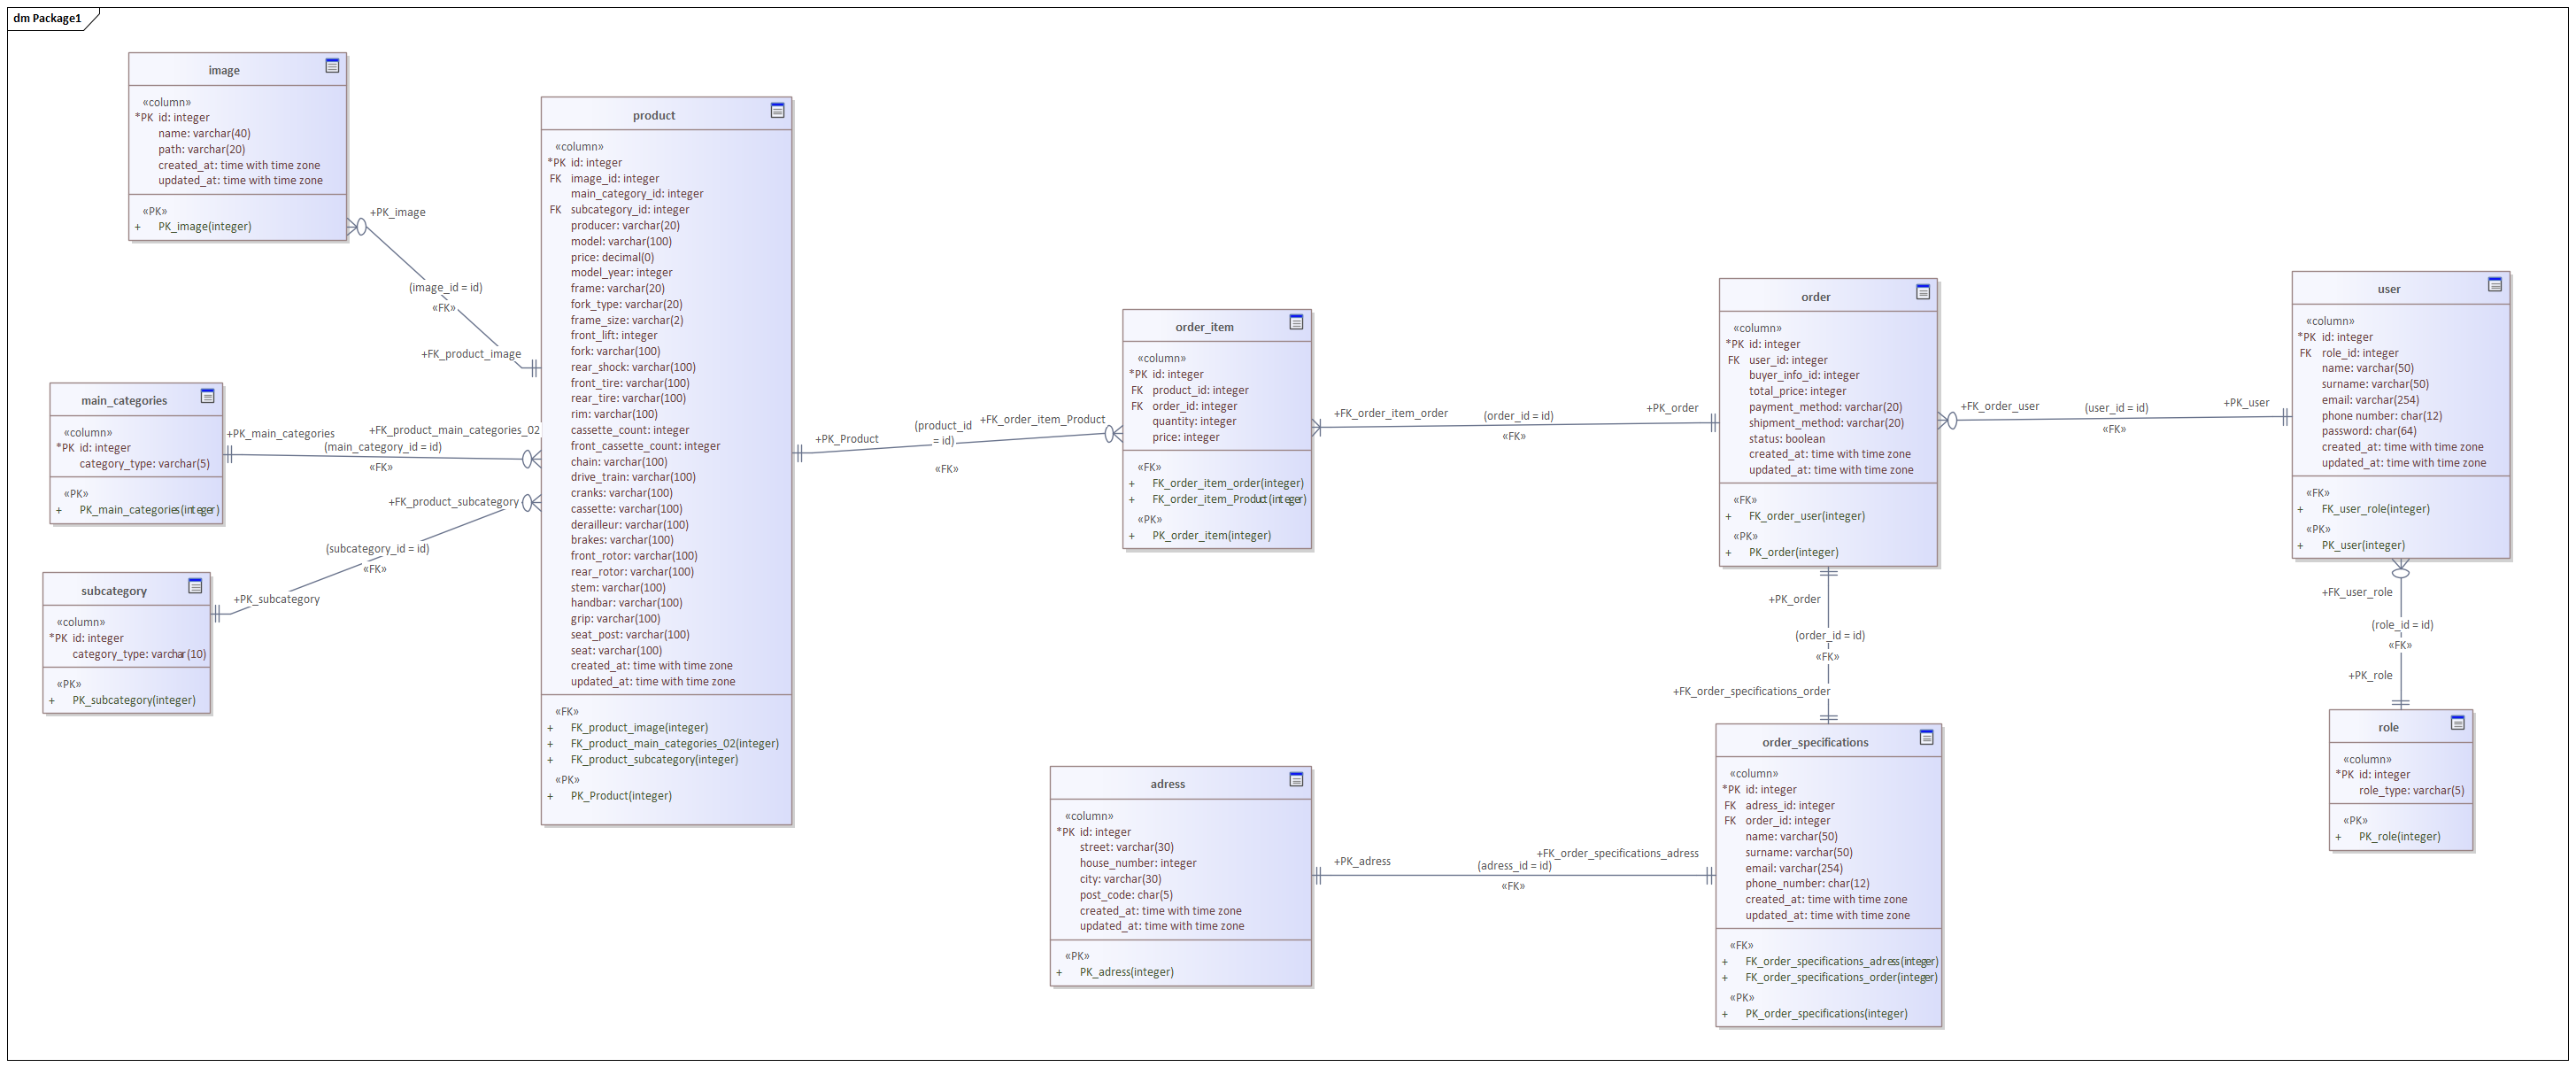 dm Package1
image
«column»
*PK id: integer
name: varchar(40)
path: varchar(20)
created_at: time with time zone
updated_at: time with time zone
«PK»
+ PK_image(integer)
+PK_image
(image_id = id)
«FK»
+FK_product_image
main_categories
«column»
*PK id: integer
category_type: varchar(5)
«PK»
+ PK_main_categories(integer)
+PK_main_categories
+FK_product_main_categories_02
(main_category_id = id)
«FK»
subcategory
«column»
*PK id: integer
category_type: varchar(10)
«PK»
+ PK_subcategory(integer)
+FK_product_subcategory
(subcategory_id = id)
«FK»
+PK_subcategory
product
«column»
*PK id: integer
FK image_id: integer
main_category_id: integer
FK subcategory_id: integer
producer: varchar(20)
model: varchar(100)
price: decimal(0)
model_year: integer
frame: varchar(20)
fork_type: varchar(20)
frame_size: varchar(2)
front_lift: integer
fork: varchar(100)
rear_shock: varchar(100)
front_tire: varchar(100)
rear_tire: varchar(100)
rim: varchar(100)
cassette_count: integer
front_cassette_count: integer
chain: varchar(100)
drive_train: varchar(100)
cranks: varchar(100)
cassette: varchar(100)
derailleur: varchar(100)
brakes: varchar(100)
front_rotor: varchar(100)
rear_rotor: varchar(100)
stem: varchar(100)
handbar: varchar(100)
grip: varchar(100)
seat_post: varchar(100)
seat: varchar(100)
created_at: time with time zone
updated_at: time with time zone
«FK»
+ FK_product_image(integer)
+ FK_product_main_categories_02(integer)
+ FK_product_subcategory(integer)
«PK»
+ PK_Product(integer)
+PK_Product
(product_id
= id)
«FK»
+FK_order_item_Product
order_item
«column»
*PK id: integer
FK product_id: integer
FK order_id: integer
quantity: integer
price: integer
«FK»
+ FK_order_item_order(integer)
+ FK_order_item_Product(integer)
«PK»
+ PK_order_item(integer)
+FK_order_item_order
(order_id = id)
«FK»
+PK_order
order
«column»
*PK id: integer
FK user_id: integer
buyer_info_id: integer
total_price: integer
payment_method: varchar(20)
shipment_method: varchar(20)
status: boolean
created_at: time with time zone
updated_at: time with time zone
«FK»
+ FK_order_user(integer)
«PK»
+ PK_order(integer)
+FK_order_user
(user_id = id)
«FK»
+PK_user
user
«column»
*PK id: integer
FK role_id: integer
name: varchar(50)
surname: varchar(50)
email: varchar(254)
phone number: char(12)
password: char(64)
created_at: time with time zone
updated_at: time with time zone
«FK»
+ FK_user_role(integer)
«PK»
+ PK_user(integer)
+FK_user_role
(role_id = id)
«FK»
+PK_role
role
«column»
*PK id: integer
role_type: varchar(5)
«PK»
+ PK_role(integer)
+PK_order
(order_id = id)
«FK»
+FK_order_specifications_order
order_specifications
«column»
*PK id: integer
FK adress_id: integer
FK order_id: integer
name: varchar(50)
surname: varchar(50)
email: varchar(254)
phone_number: char(12)
created_at: time with time zone
updated_at: time with time zone
«FK»
+ FK_order_specifications_adress(integer)
+ FK_order_specifications_order(integer)
«PK»
+ PK_order_specifications(integer)
adress
«column»
*PK id: integer
street: varchar(30)
house_number: integer
city: varchar(30)
post_code: char(5)
created_at: time with time zone
updated_at: time with time zone
«PK»
+ PK_adress(integer)
+PK_adress
+FK_order_specifications_adress
(adress_id = id)
«FK»